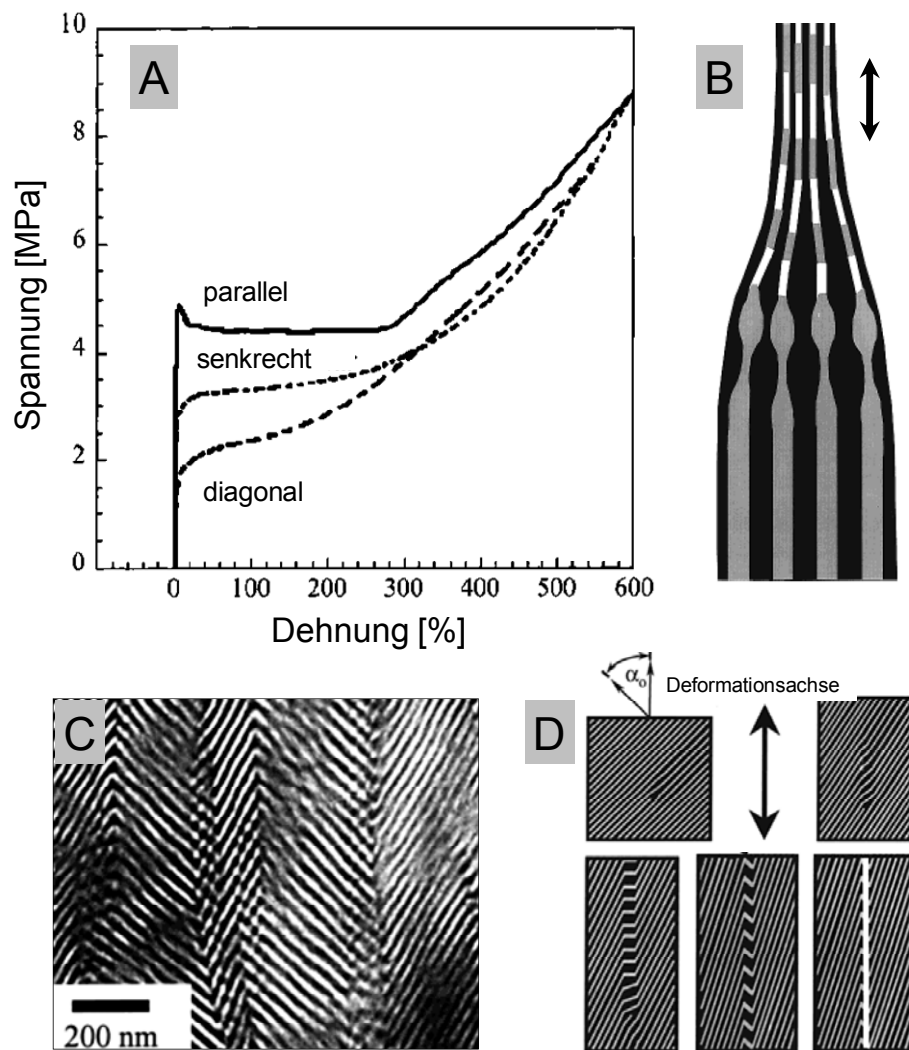 A
B
10
8
6
4
2
0
Spannung [MPa]
parallel
senkrecht
diagonal
0 100 200 300 400 500 600
Dehnung [%]
C
200 nm
D
α₀
Deformationsachse